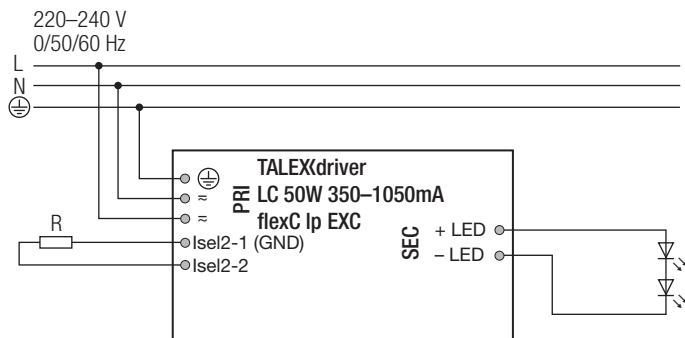 220–240 V
0/50/60 Hz
L
N
TALEXXdriver
LC 50W 350–1050mA
flexC lp EXC
PRI
≂
≂
R
Isel2-1 (GND)
Isel2-2
SEC
+ LED
– LED